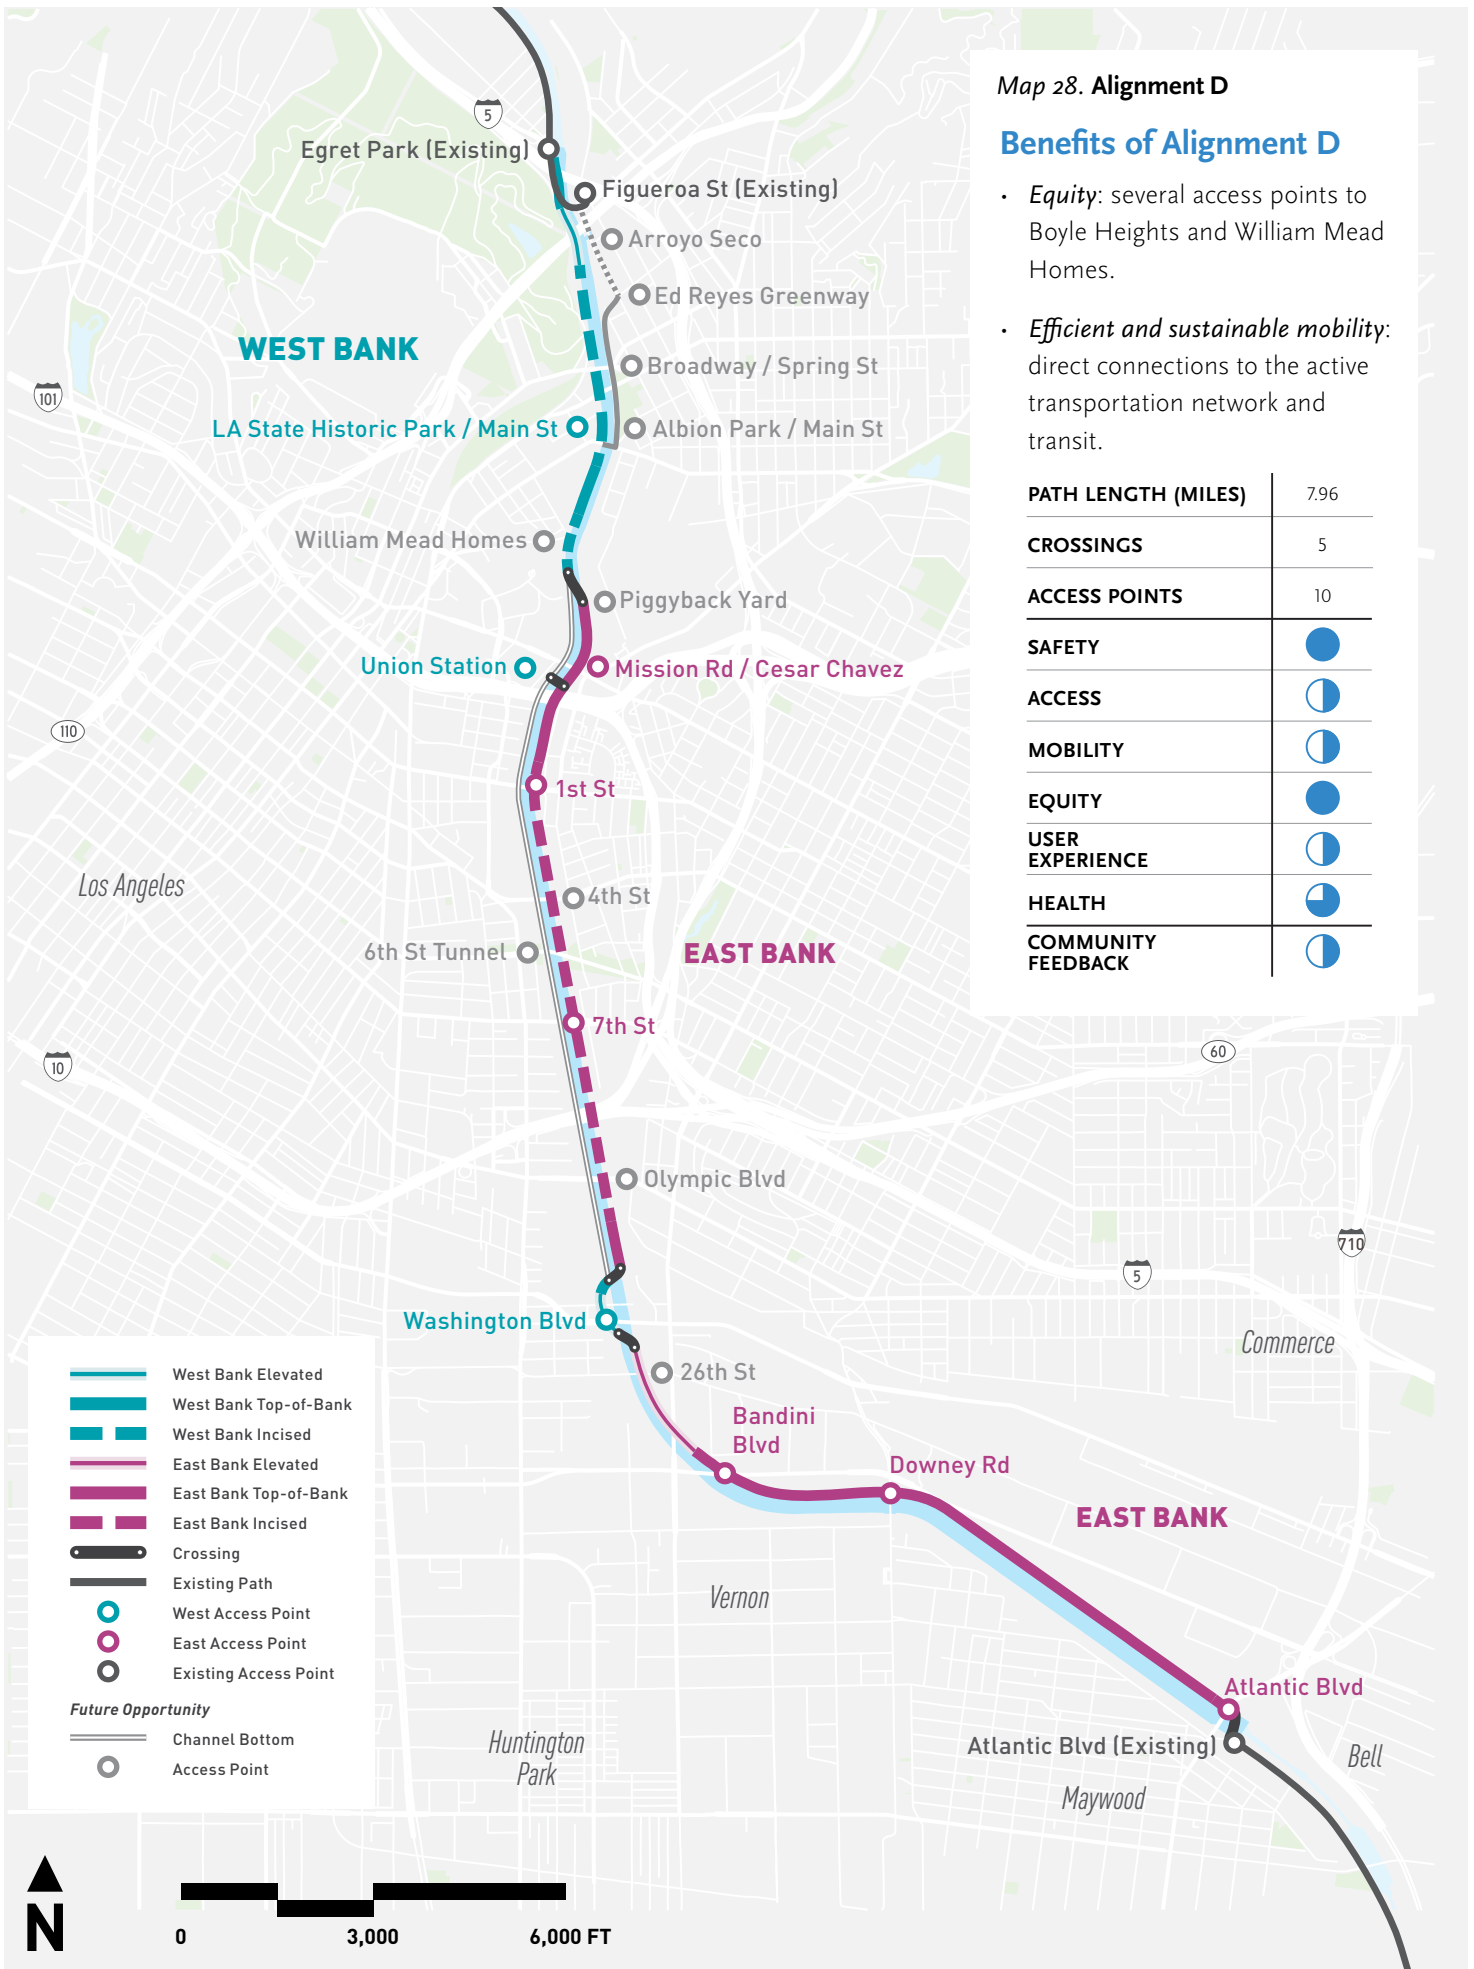 Map 28. Alignment D
Benefits of Alignment D
• Equity: several access points to
Boyle Heights and William Mead
Homes.
• Efficient and sustainable mobility:
direct connections to the active
transportation network and
transit.
PATH LENGTH (MILES) 7.96
CROSSINGS 5
ACCESS POINTS 10
SAFETY
ACCESS
MOBILITY
EQUITY
USER
EXPERIENCE
HEALTH
COMMUNITY
FEEDBACK
5
Egret Park (Existing)
Figueroa St (Existing)
Arroyo Seco
Ed Reyes Greenway
WEST BANK
Broadway / Spring St
101
LA State Historic Park / Main St
Albion Park / Main St
William Mead Homes
Piggyback Yard
Union Station
Mission Rd / Cesar Chavez
110
1st St
Los Angeles
4th St
6th St Tunnel
EAST BANK
7th St
10
60
Olympic Blvd
710
5
Washington Blvd
Commerce
26th St
Bandini
Blvd
Downey Rd
EAST BANK
Vernon
Atlantic Blvd
Atlantic Blvd (Existing)
Bell
Huntington
Park
Maywood
West Bank Elevated
West Bank Top-of-Bank
West Bank Incised
East Bank Elevated
East Bank Top-of-Bank
East Bank Incised
Crossing
Existing Path
West Access Point
East Access Point
Existing Access Point
Future Opportunity
Channel Bottom
Access Point
N
0 3,000 6,000 FT